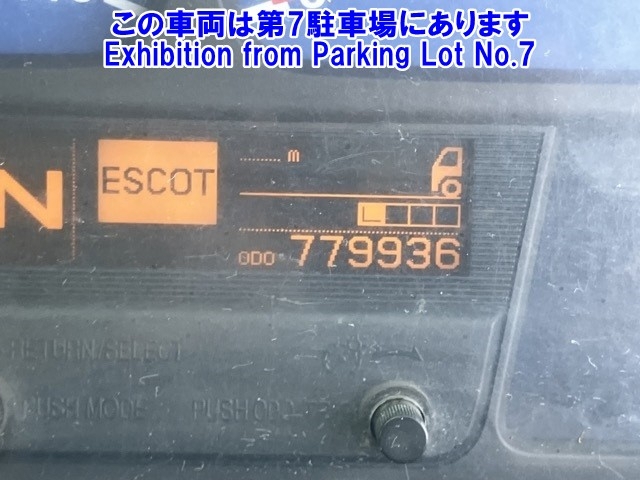 この車両は第7駐車場にあります
Exhibition from Parking Lot No.7
N
ESCOT
m
L
ODO 779936
RETURN/SELECT
PUSH MODE PUSH